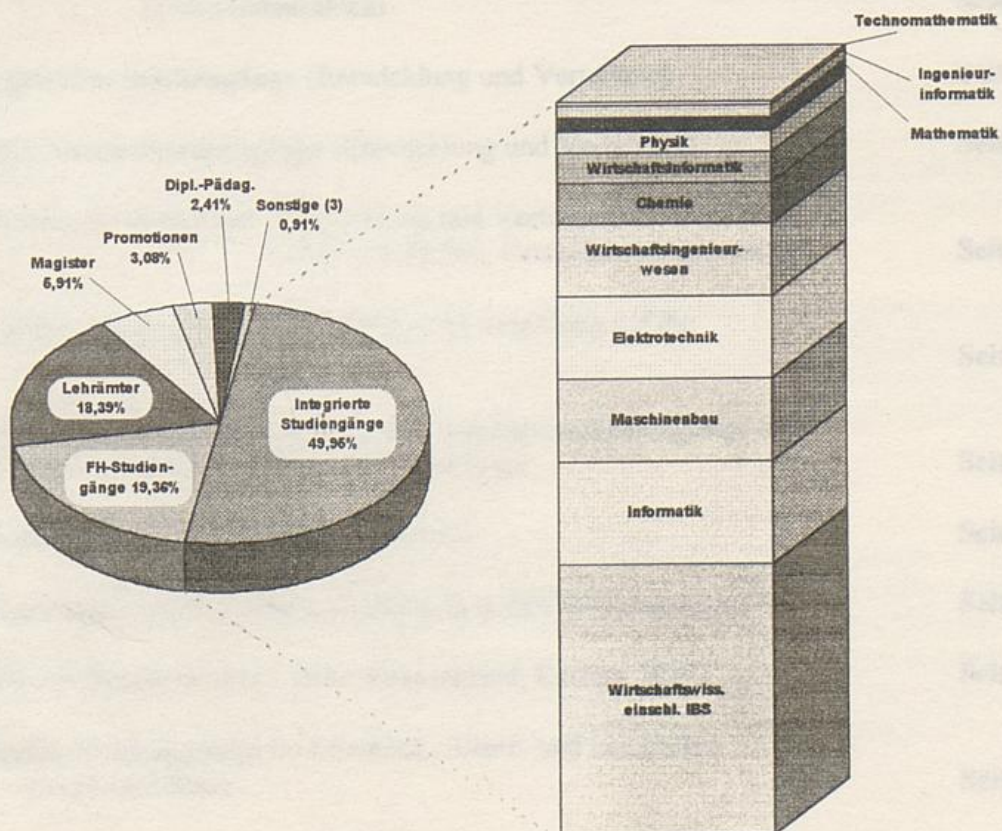 Technomathematik
Ingenieur-
informatik
Mathematik
Physik
Wirtschaftsinformatik
Chemie
Wirtschaftsingenieur-
wesen
Elektrotechnik
Maschinenbau
Informatik
Wirtschaftswiss.
einschl. IBS
Dipl.-Pädag.
2,41%
Sonstige (3)
0,91%
Promotionen
3,08%
Magister
5,91%
Lehrämter
18,39%
Integrierte
Studiengänge
49,95%
FH-Studien-
gänge 19,36%